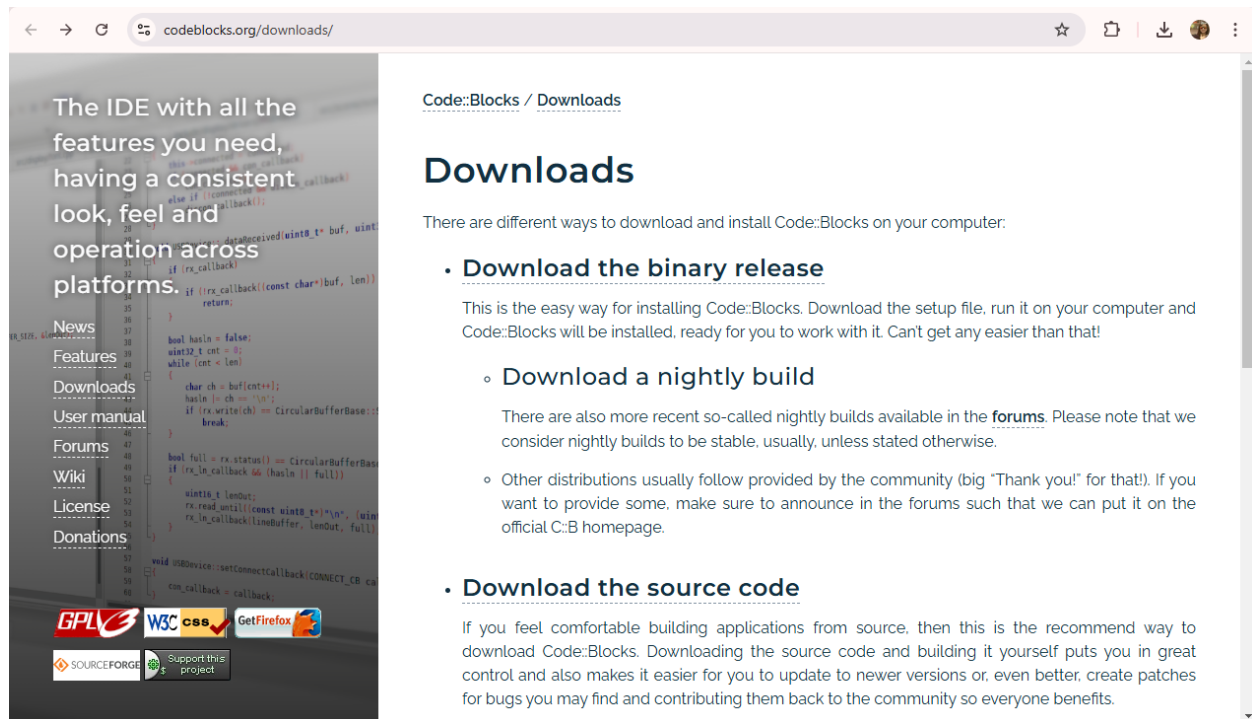 codeblocks.org/downloads/
The IDE with all the
features you need,
having a consistent
look, feel and
operation across
platforms.
News
Features
Downloads
User manual
Forums
Wiki
License
Donations
GPL v3
W3C css
GetFirefox
SOURCEFORGE
Support this
project
Code::Blocks / Downloads
Downloads
There are different ways to download and install Code::Blocks on your computer:
• Download the binary release
This is the easy way for installing Code::Blocks. Download the setup file, run it on your computer and
Code::Blocks will be installed, ready for you to work with it. Can't get any easier than that!
◦ Download a nightly build
There are also more recent so-called nightly builds available in the forums. Please note that we
consider nightly builds to be stable, usually, unless stated otherwise.
◦ Other distributions usually follow provided by the community (big “Thank you!” for that!). If you
want to provide some, make sure to announce in the forums such that we can put it on the
official C::B homepage.
• Download the source code
If you feel comfortable building applications from source, then this is the recommend way to
download Code::Blocks. Downloading the source code and building it yourself puts you in great
control and also makes it easier for you to update to newer versions or, even better, create patches
for bugs you may find and contributing them back to the community so everyone benefits.